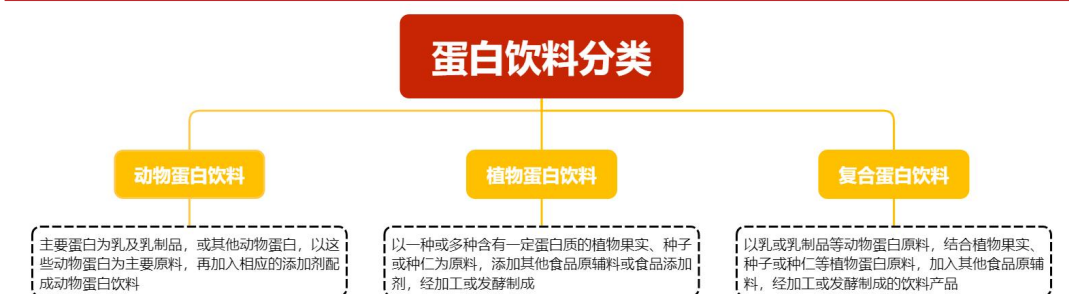 蛋白饮料分类
动物蛋白饮料
植物蛋白饮料
复合蛋白饮料
主要蛋白为乳及乳制品，或其他动物蛋白，以这
些动物蛋白为主要原料，再加入相应的添加剂配
成动物蛋白饮料
以一种或多种含有一定蛋白质的植物果实、种子
或种仁为原料，添加其他食品原辅料或食品添加
剂，经加工或发酵制成
以乳或乳制品等动物蛋白原料，结合植物果实、
种子或种仁等植物蛋白原料，加入其他食品原辅
料，经加工或发酵制成的饮料产品